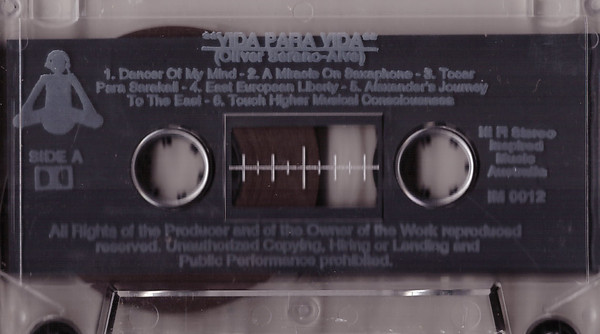 "VIDA PARA VIDA"
(Oliver Serano-Alve)
1. Dancer Of My Mind - 2. A Miracle On Saxophone - 3. Tocar
Para Sarakali - 4. East European Liberty - 5. Alexander's Journey
To The East - 6. Touch Higher Musical Consciousness
SIDE A
Hi Fi Stereo
Inspired
Music
Australia
IM 0012
All Rights of the Producer and of the Owner of the Work reproduced
reserved. Unauthorized Copying, Hiring or Lending and
Public Performance prohibited.